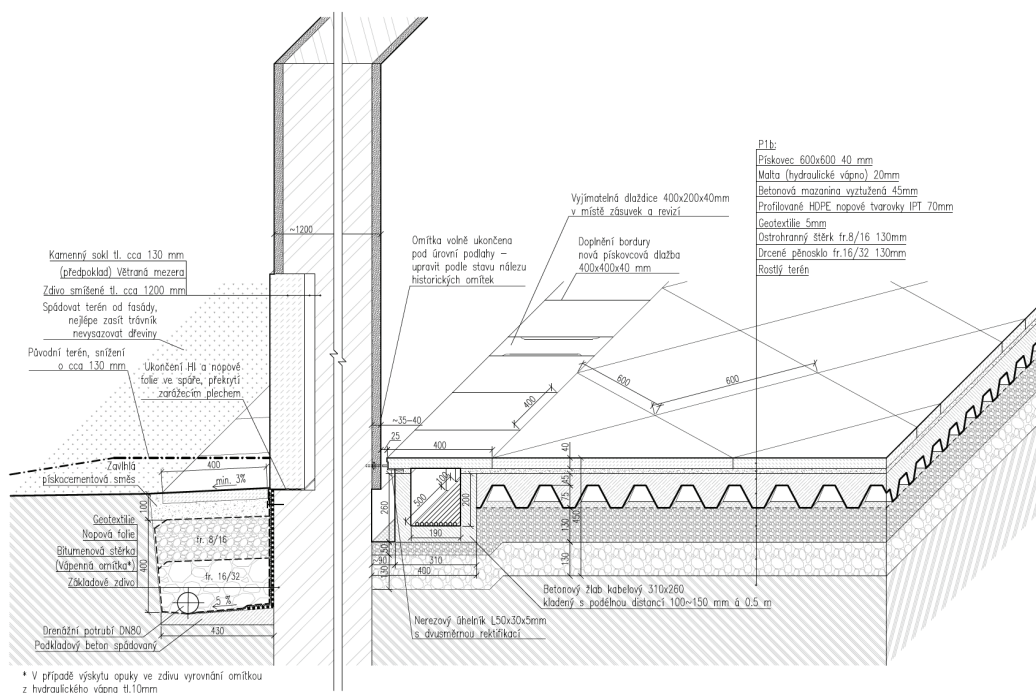 P1b:
Pískovec 600x600 40 mm
Malta (hydraulické vápno) 20mm
Betonová mazanina vyztužená 45mm
Profilované HDPE nopové tvarovky IPT 70mm
Geotextilie 5mm
Ostrohranný štěrk fr.8/16 130mm
Drcené pěnosklo fr.16/32 130mm
Rostlý terén
Vyjímatelná dlaždice 400x200x40mm
v místě zásuvek a revizí
Doplnění bordury
nová pískovcová dlažba
400x400x40 mm
Omítka volně ukončena
pod úrovní podlahy –
upravit podle stavu nálezu
historických omítek
~1200
Kamenný sokl tl. cca 130 mm
(předpoklad) Větraná mezera
Zdivo smíšené tl. cca 1200 mm
Spádovat terén od fasády,
nejlépe zasít trávník
nevysazovat dřeviny
Původní terén, snížení
o cca 130 mm
Ukončení HI a nopové
folie ve spáře, překrytí
zarážecím plechem
600
600
400
~35-40
25
400
40
45
75
130
130
450
Zavlhlá
pískocementová směs
400
min. 3%
100
400
Geotextilie
Nopová folie
Bitumenová stěrka
(Vápenná omítka*)
Základové zdivo
fr. 8/16
fr. 16/32
5 %
Drenážní potrubí DN80
Podkladový beton spádovaný
430
500
100
200
260
190
50
~90
310
400
130
Betonový žlab kabelový 310x260
kladený s podélnou distancí 100~150 mm á 0.5 m
Nerezový úhelník L50x30x5mm
s dvusměrnou rektifikací
* V případě výskytu opuky ve zdivu vyrovnání omítkou
z hydraulického vápna tl.10mm